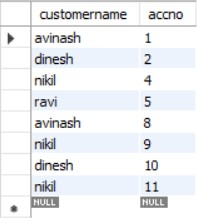 customername accno
avinash 1
dinesh 2
nikil 4
ravi 5
avinash 8
nikil 9
dinesh 10
nikil 11
NULL NULL